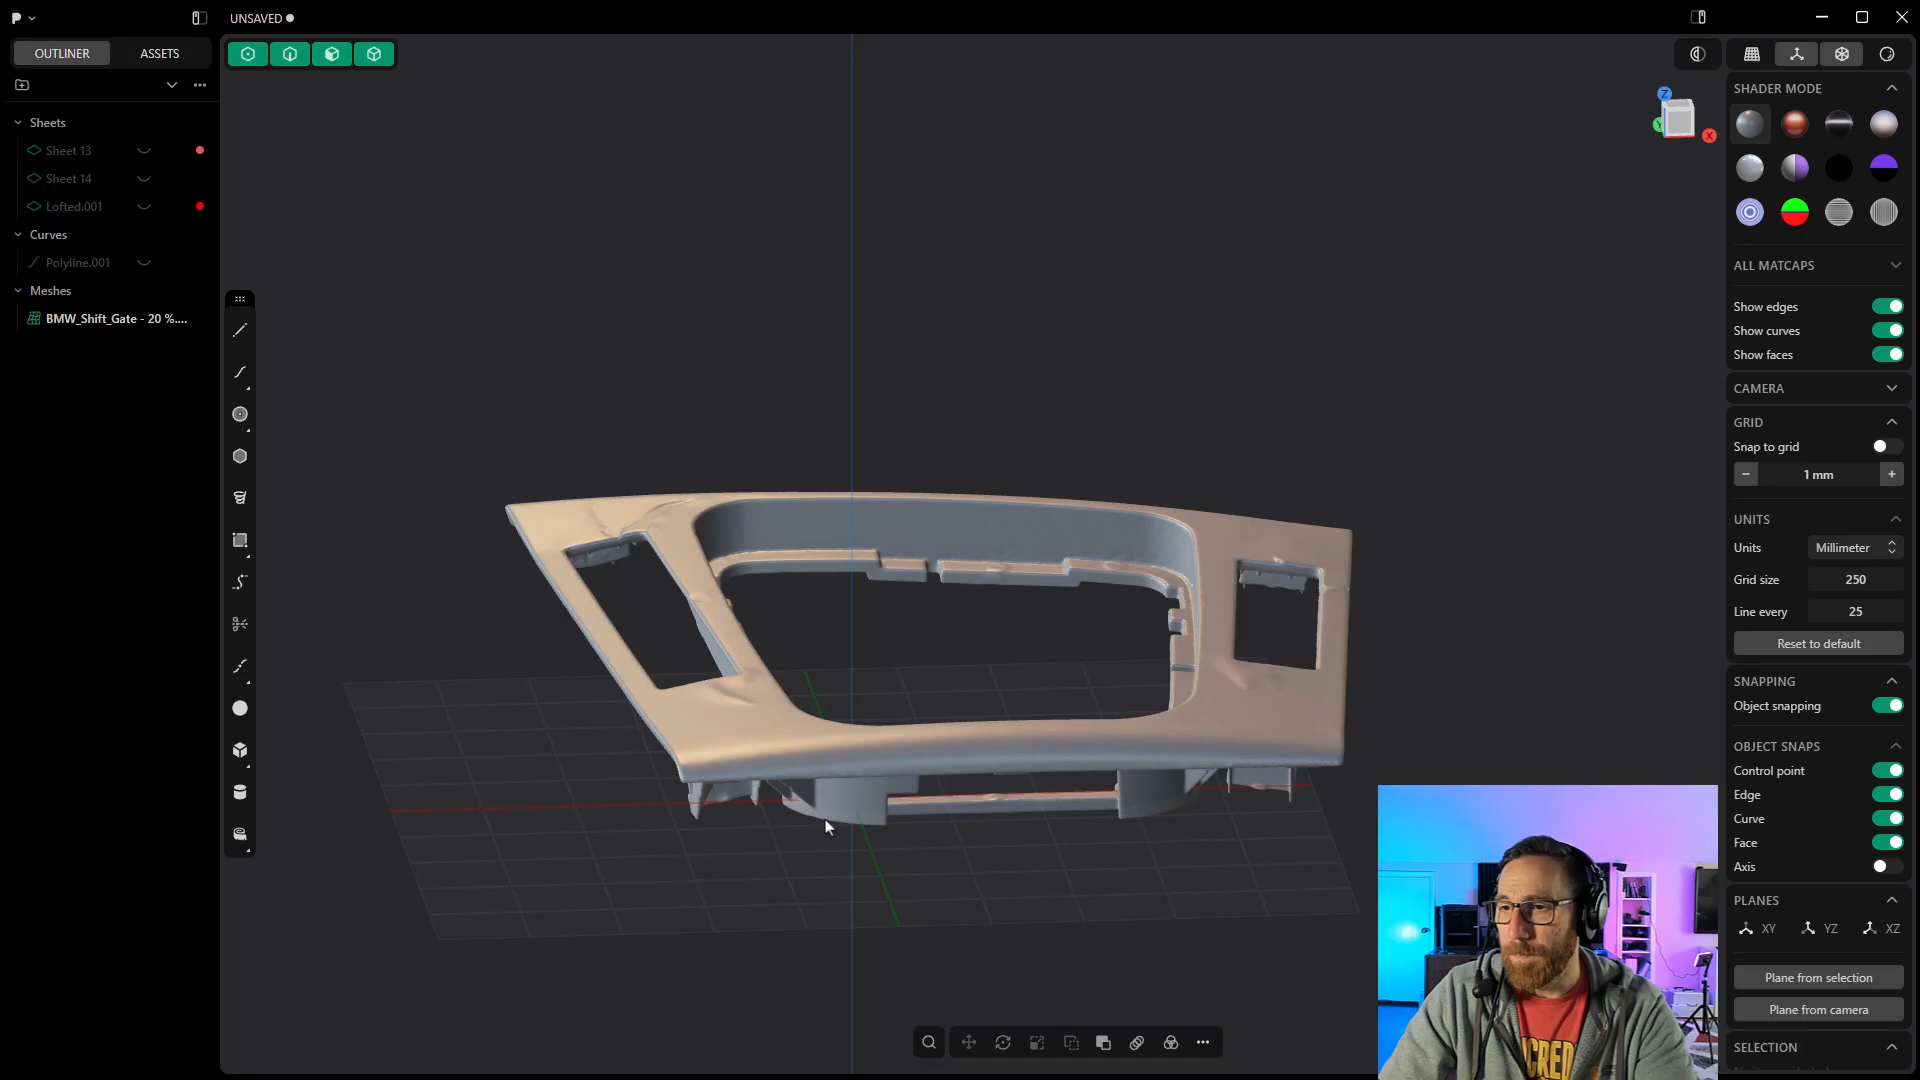 UNSAVED
OUTLINER
ASSETS
Sheets
Sheet 13
Sheet 14
Lofted.001
Curves
Polyline.001
Meshes
BMW_Shift_Gate - 20 %....
Z
Y
X
SHADER MODE
ALL MATCAPS
Show edges
Show curves
Show faces
CAMERA
GRID
Snap to grid
1 mm
UNITS
Units
Millimeter
Grid size
250
Line every
25
Reset to default
SNAPPING
Object snapping
OBJECT SNAPS
Control point
Edge
Curve
Face
Axis
PLANES
XY
YZ
XZ
Plane from selection
Plane from camera
SELECTION